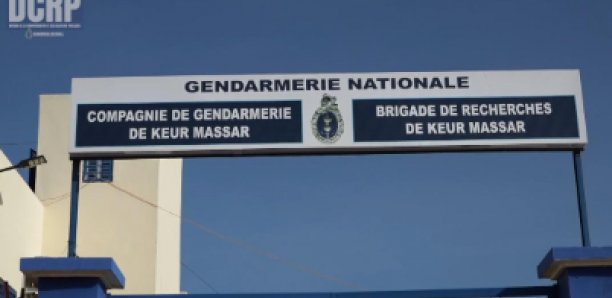 DCRP
GENDARMERIE NATIONALE
COMPAGNIE DE GENDARMERIE
DE KEUR MASSAR
BRIGADE DE RECHERCHES
DE KEUR MASSAR